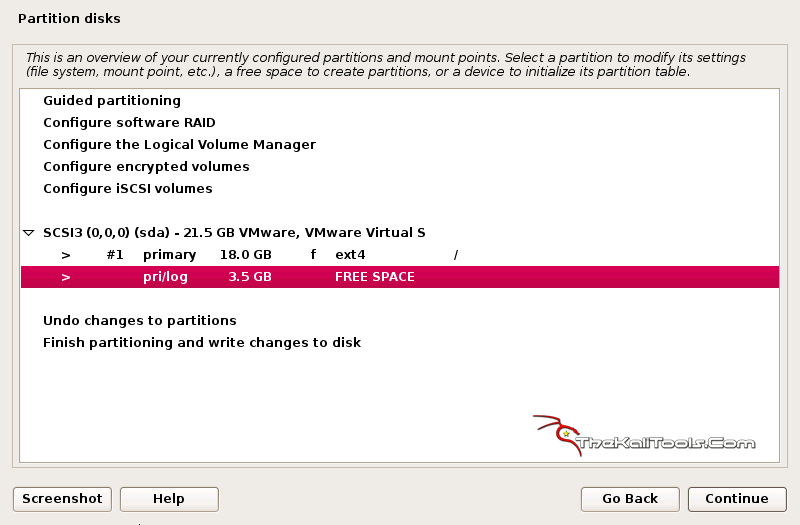 Partition disks
This is an overview of your currently configured partitions and mount points. Select a partition to modify its settings
(file system, mount point, etc.), a free space to create partitions, or a device to initialize its partition table.
Guided partitioning
Configure software RAID
Configure the Logical Volume Manager
Configure encrypted volumes
Configure iSCSI volumes
SCSI3 (0,0,0) (sda) - 21.5 GB VMware, VMware Virtual S
> #1 primary 18.0 GB f ext4 /
> pri/log 3.5 GB FREE SPACE
Undo changes to partitions
Finish partitioning and write changes to disk
TheKaliTools.Com
Screenshot Help Go Back Continue